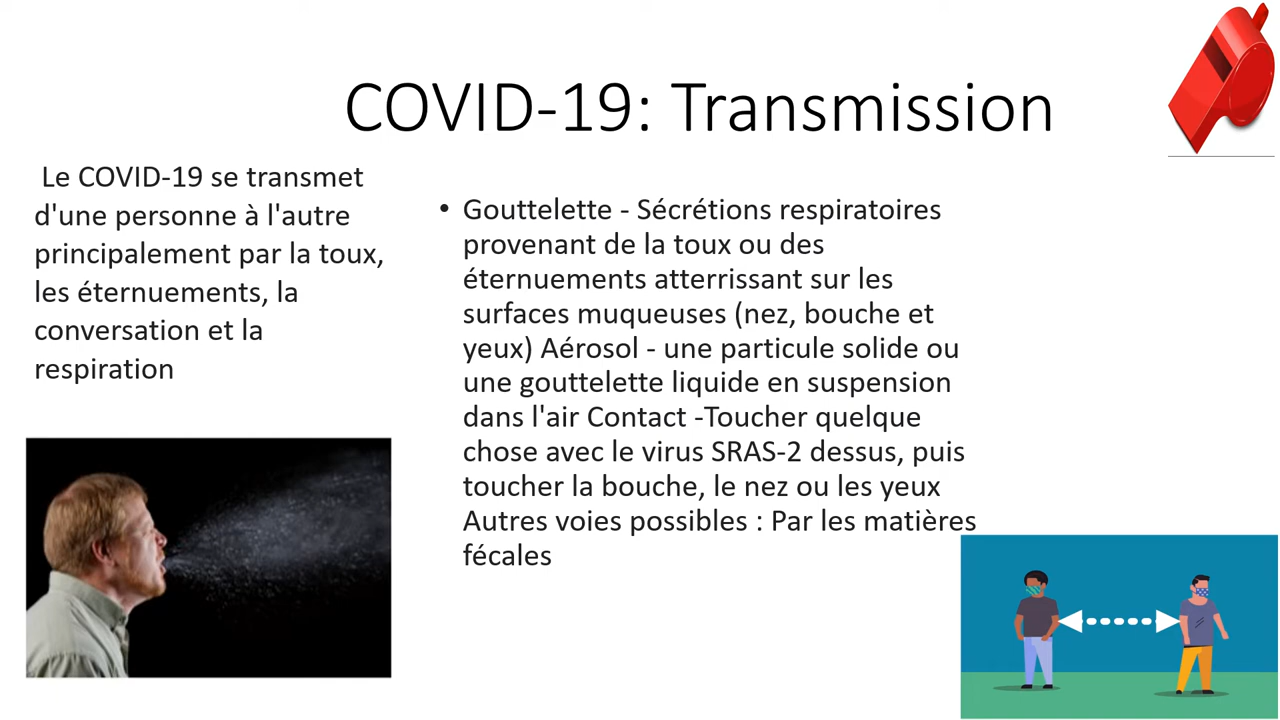 COVID-19: Transmission
Le COVID-19 se transmet
d'une personne à l'autre
principalement par la toux,
les éternuements, la
conversation et la
respiration
• Gouttelette - Sécrétions respiratoires
provenant de la toux ou des
éternuements atterrissant sur les
surfaces muqueuses (nez, bouche et
yeux) Aérosol - une particule solide ou
une gouttelette liquide en suspension
dans l'air Contact -Toucher quelque
chose avec le virus SRAS-2 dessus, puis
toucher la bouche, le nez ou les yeux
Autres voies possibles : Par les matières
fécales